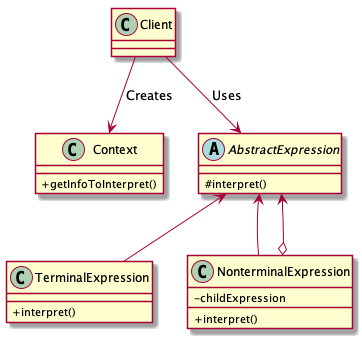 C Client
Creates
Uses
C Context
+getInfoToInterpret()
A AbstractExpression
#interpret()
C TerminalExpression
+interpret()
C NonterminalExpression
-childExpression
+interpret()